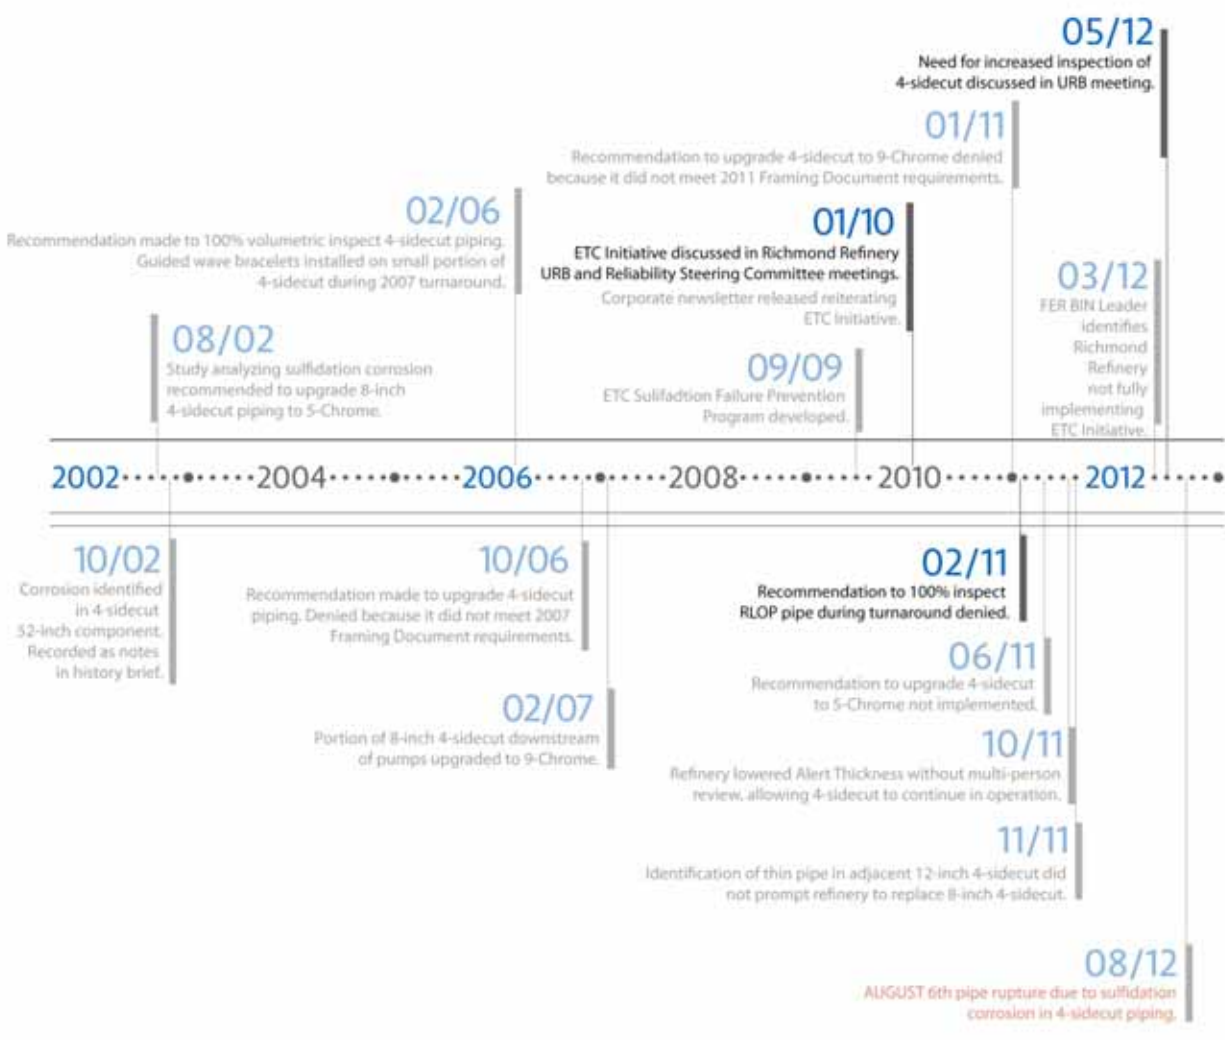 05/12
Need for increased inspection of
4-sidecut discussed in URB meeting.
01/11
Recommendation to upgrade 4-sidecut to 9-Chrome denied
because it did not meet 2011 Framing Document requirements.
02/06
Recommendation made to 100% volumetric inspect 4-sidecut piping.
Guided wave bracelets installed on small portion of
4-sidecut during 2007 turnaround.
01/10
ETC Initiative discussed in Richmond Refinery
URB and Reliability Steering Committee meetings.
Corporate newsletter released reiterating
ETC Initiative.
03/12
FER BIN Leader
identifies
Richmond
Refinery
not fully
implementing
ETC Initiative.
08/02
Study analyzing sulfidation corrosion
recommended to upgrade 8-inch
4-sidecut piping to 5-Chrome.
09/09
ETC Sulifadtion Failure Prevention
Program developed.
2002 2004 2006 2008 2010 2012
10/02
Corrosion identified
in 4-sidecut
52-inch component.
Recorded as notes
in history brief.
10/06
Recommendation made to upgrade 4-sidecut
piping. Denied because it did not meet 2007
Framing Document requirements.
02/11
Recommendation to 100% inspect
RLOP pipe during turnaround denied.
06/11
Recommendation to upgrade 4-sidecut
to 5-Chrome not implemented.
02/07
Portion of 8-inch 4-sidecut downstream
of pumps upgraded to 9-Chrome.
10/11
Refinery lowered Alert Thickness without multi-person
review, allowing 4-sidecut to continue in operation.
11/11
Identification of thin pipe in adjacent 12-inch 4-sidecut did
not prompt refinery to replace 8-inch 4-sidecut.
08/12
AUGUST 6th pipe rupture due to sulfidation
corrosion in 4-sidecut piping.